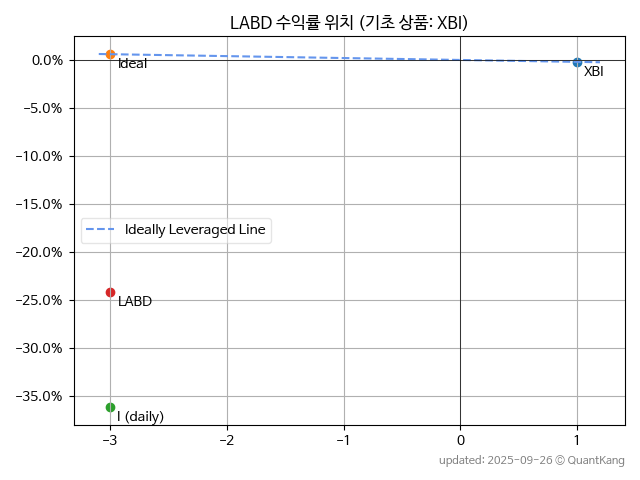 LABD 수익률 위치 (기초 상품: XBI)
0.0%
−5.0%
−10.0%
−15.0%
−20.0%
−25.0%
−30.0%
−35.0%
Ideal
XBI
Ideally Leveraged Line
LABD
I (daily)
−3
−2
−1
0
1
updated: 2025-09-26 © QuantKang